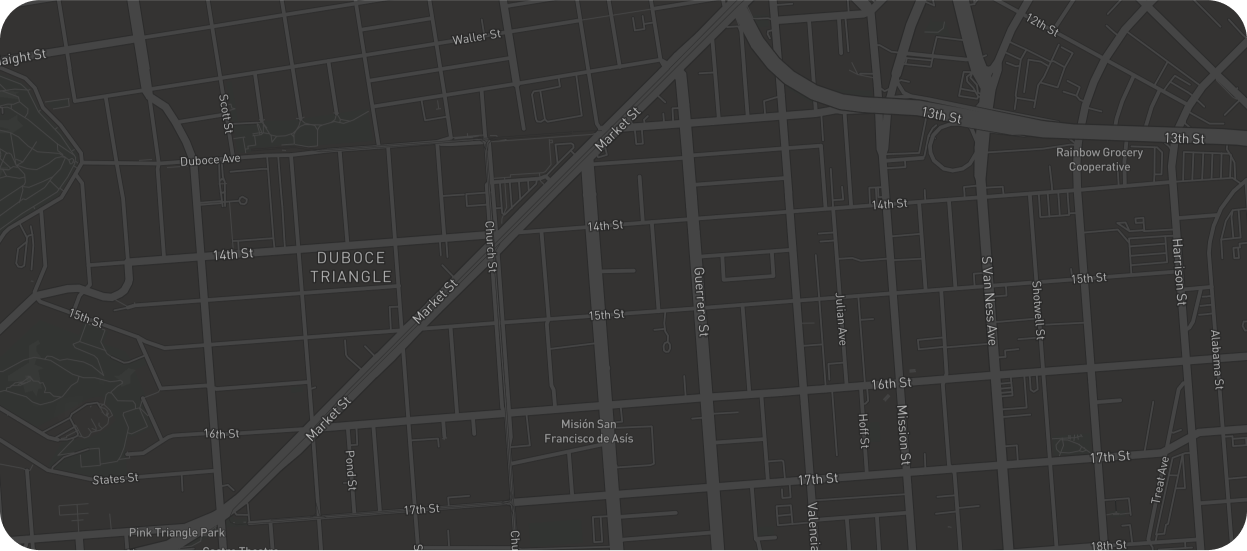 12th St
Waller St
aight St
Scott St
Market St
13th St
13th St
Rainbow Grocery
Cooperative
Duboce Ave
14th St
14th St
Church St
14th St
DUBOCE
TRIANGLE
S Van Ness Ave
Harrison St
15th St
Guerrero St
Market St
Julian Ave
Shotwell St
15th St
15th St
Alabama St
16th St
Market St
Misión San
Francisco de Asís
Hoff St
Mission St
16th St
Pond St
17th St
States St
17th St
Treat Ave
17th St
Valencia
Pink Triangle Park
Chu
S
18th St